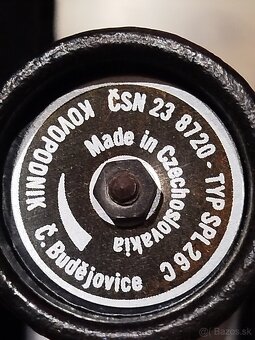 KOVOPODNIK ČSN 23 8720 - TYP SPL 26 C
Made in Czechoslovakia
Č. Budějovice
@( Bazos.sk